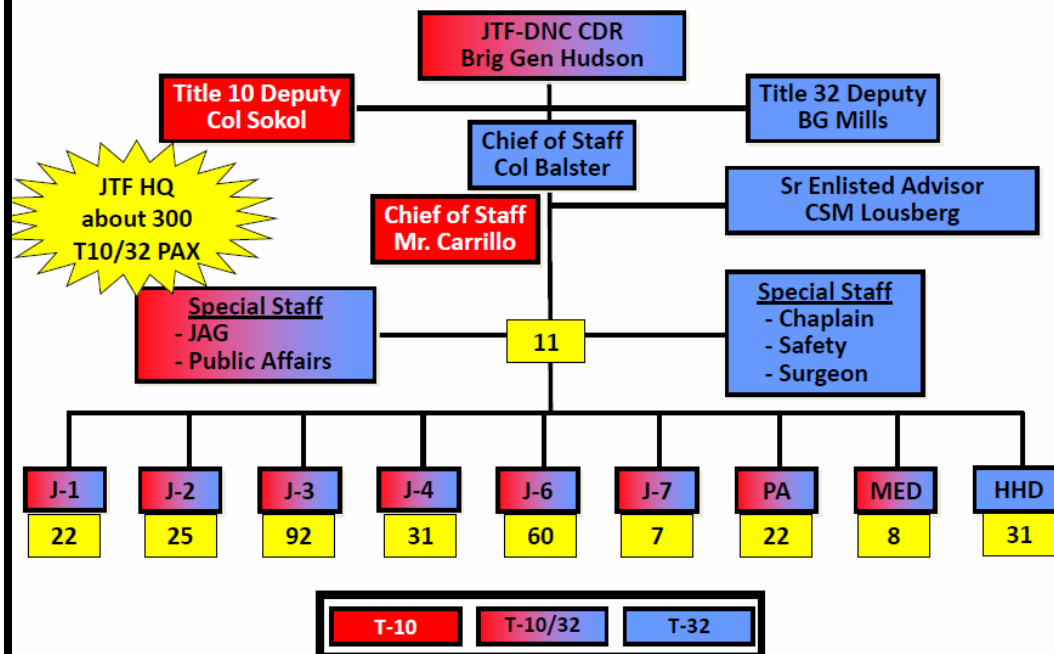 JTF-DNC CDR
Brig Gen Hudson
Title 10 Deputy
Col Sokol
Title 32 Deputy
BG Mills
Chief of Staff
Col Balster
JTF HQ
about 300
T10/32 PAX
Chief of Staff
Mr. Carrillo
Sr Enlisted Advisor
CSM Lousberg
Special Staff
- JAG
- Public Affairs
11
Special Staff
- Chaplain
- Safety
- Surgeon
J-1
J-2
J-3
J-4
J-6
J-7
PA
MED
HHD
22
25
92
31
60
7
22
8
31
T-10
T-10/32
T-32